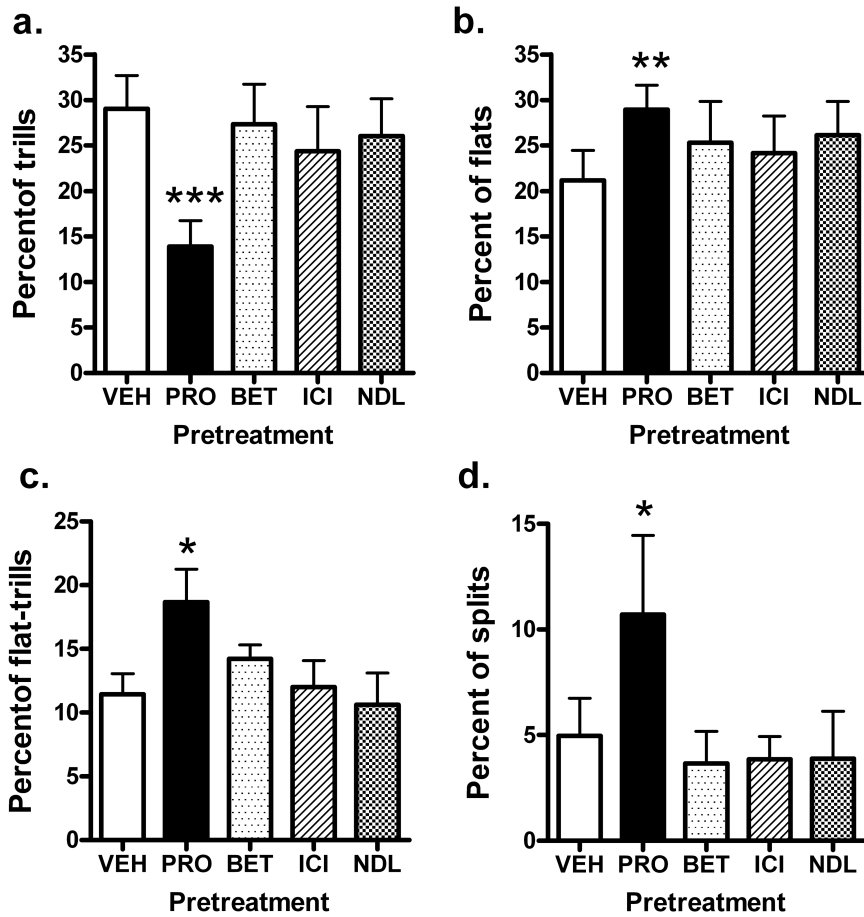 a.
Percentof trills
35
30
25
20
15
10
5
0
***
VEH PRO BET ICI NDL
Pretreatment
b.
Percent of flats
35
30
25
20
15
10
5
0
**
VEH PRO BET ICI NDL
Pretreatment
c.
Percentof flat-trills
25
20
15
10
5
0
*
VEH PRO BET ICI NDL
Pretreatment
d.
Percent of splits
15
10
5
0
*
VEH PRO BET ICI NDL
Pretreatment